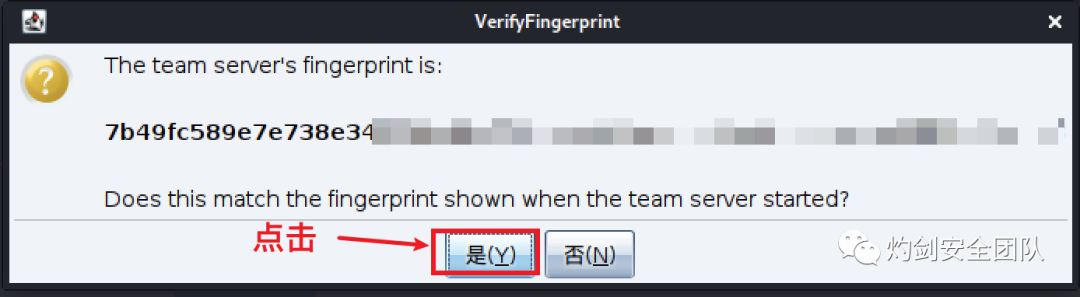 VerifyFingerprint
The team server's fingerprint is:
7b49fc589e7e738e34
Does this match the fingerprint shown when the team server started?
点击
是(Y) 否(N)
灼剑安全团队